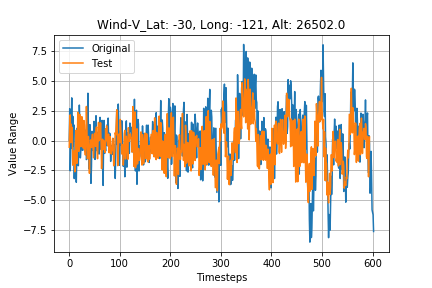 Wind-V_Lat: -30, Long: -121, Alt: 26502.0
Original
Test
7.5
5.0
2.5
0.0
−2.5
−5.0
−7.5
Value Range
0 100 200 300 400 500 600
Timesteps